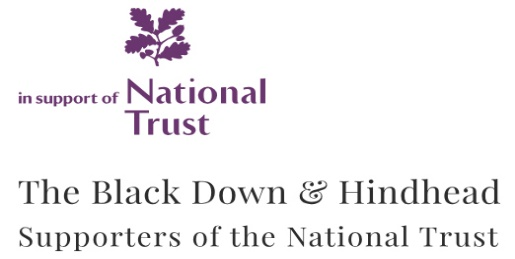 in support of National
Trust
The Black Down & Hindhead
Supporters of the National Trust